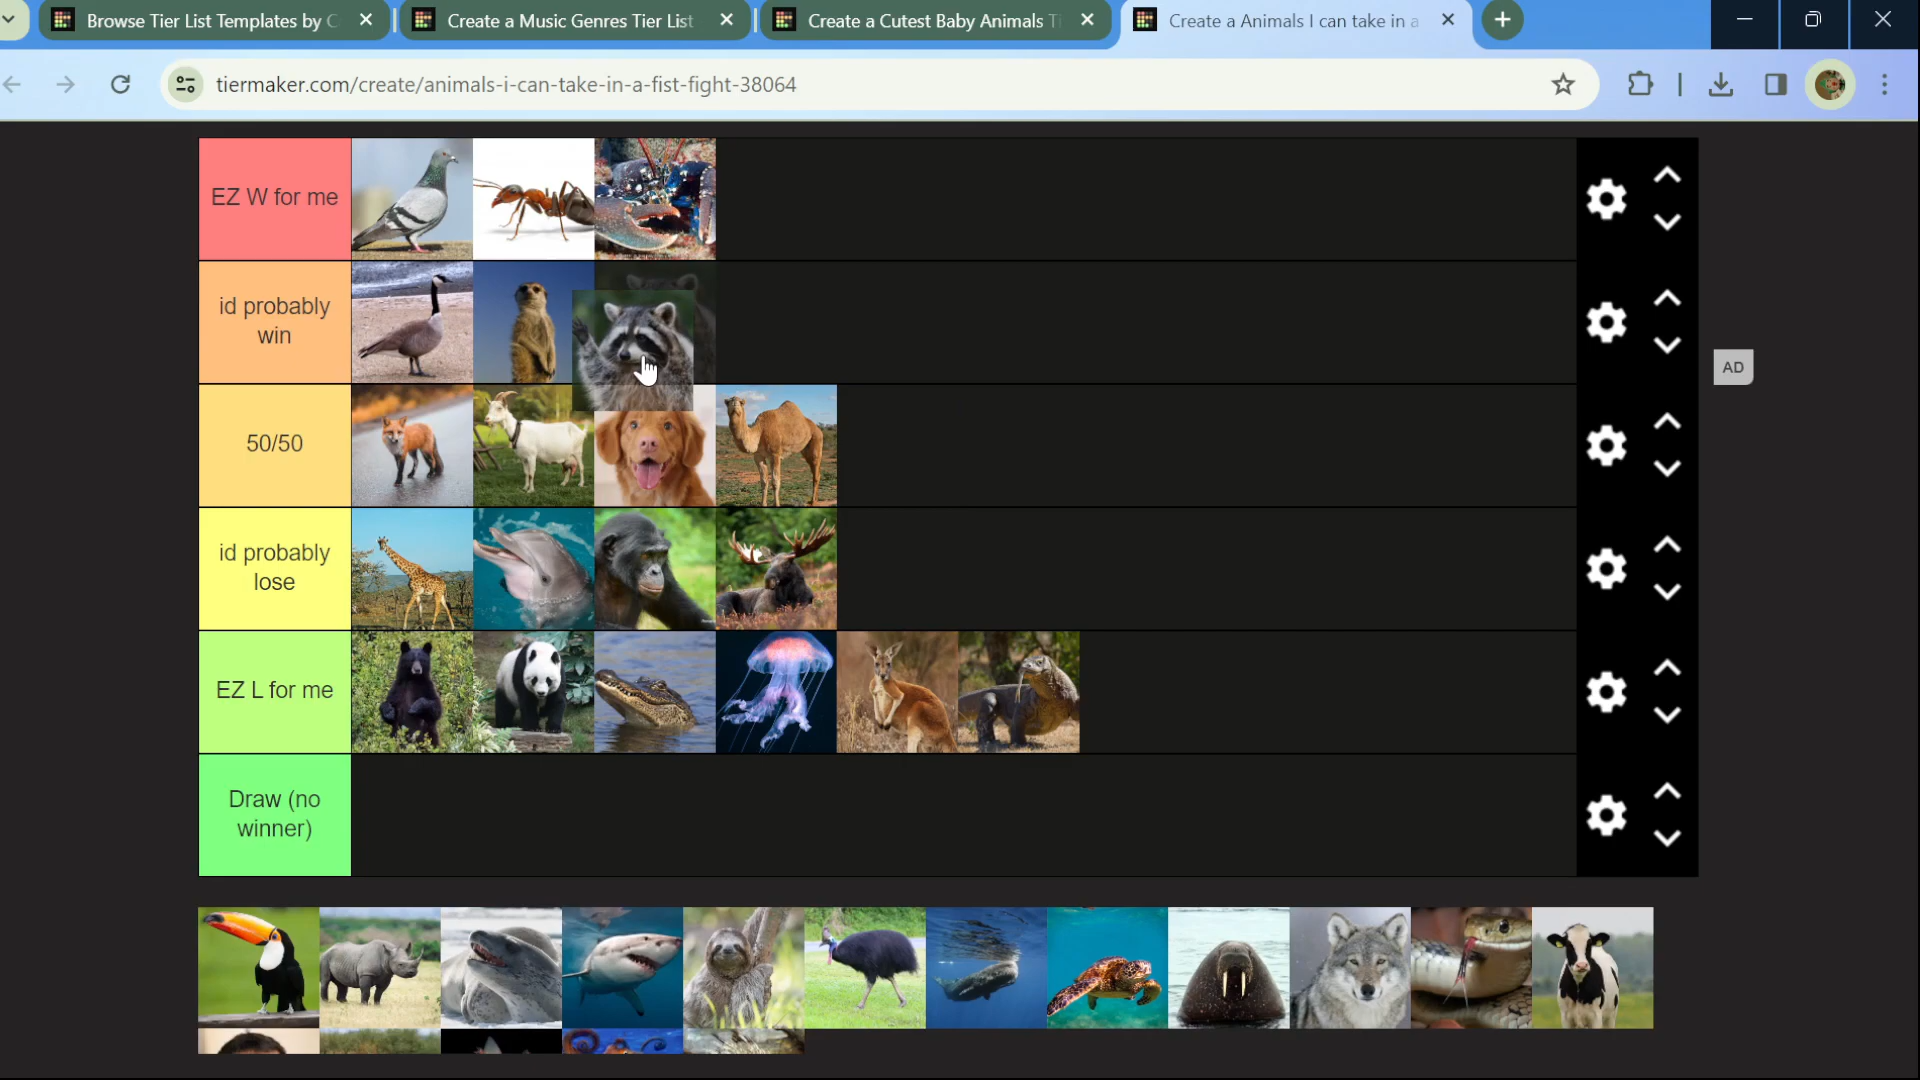 Browse Tier List Templates by C
Create a Music Genres Tier List
Create a Cutest Baby Animals Ti
Create a Animals I can take in a
tiermaker.com/create/animals-i-can-take-in-a-fist-fight-38064
EZ W for me
id probably
win
AD
50/50
id probably
lose
EZ L for me
Draw (no
winner)